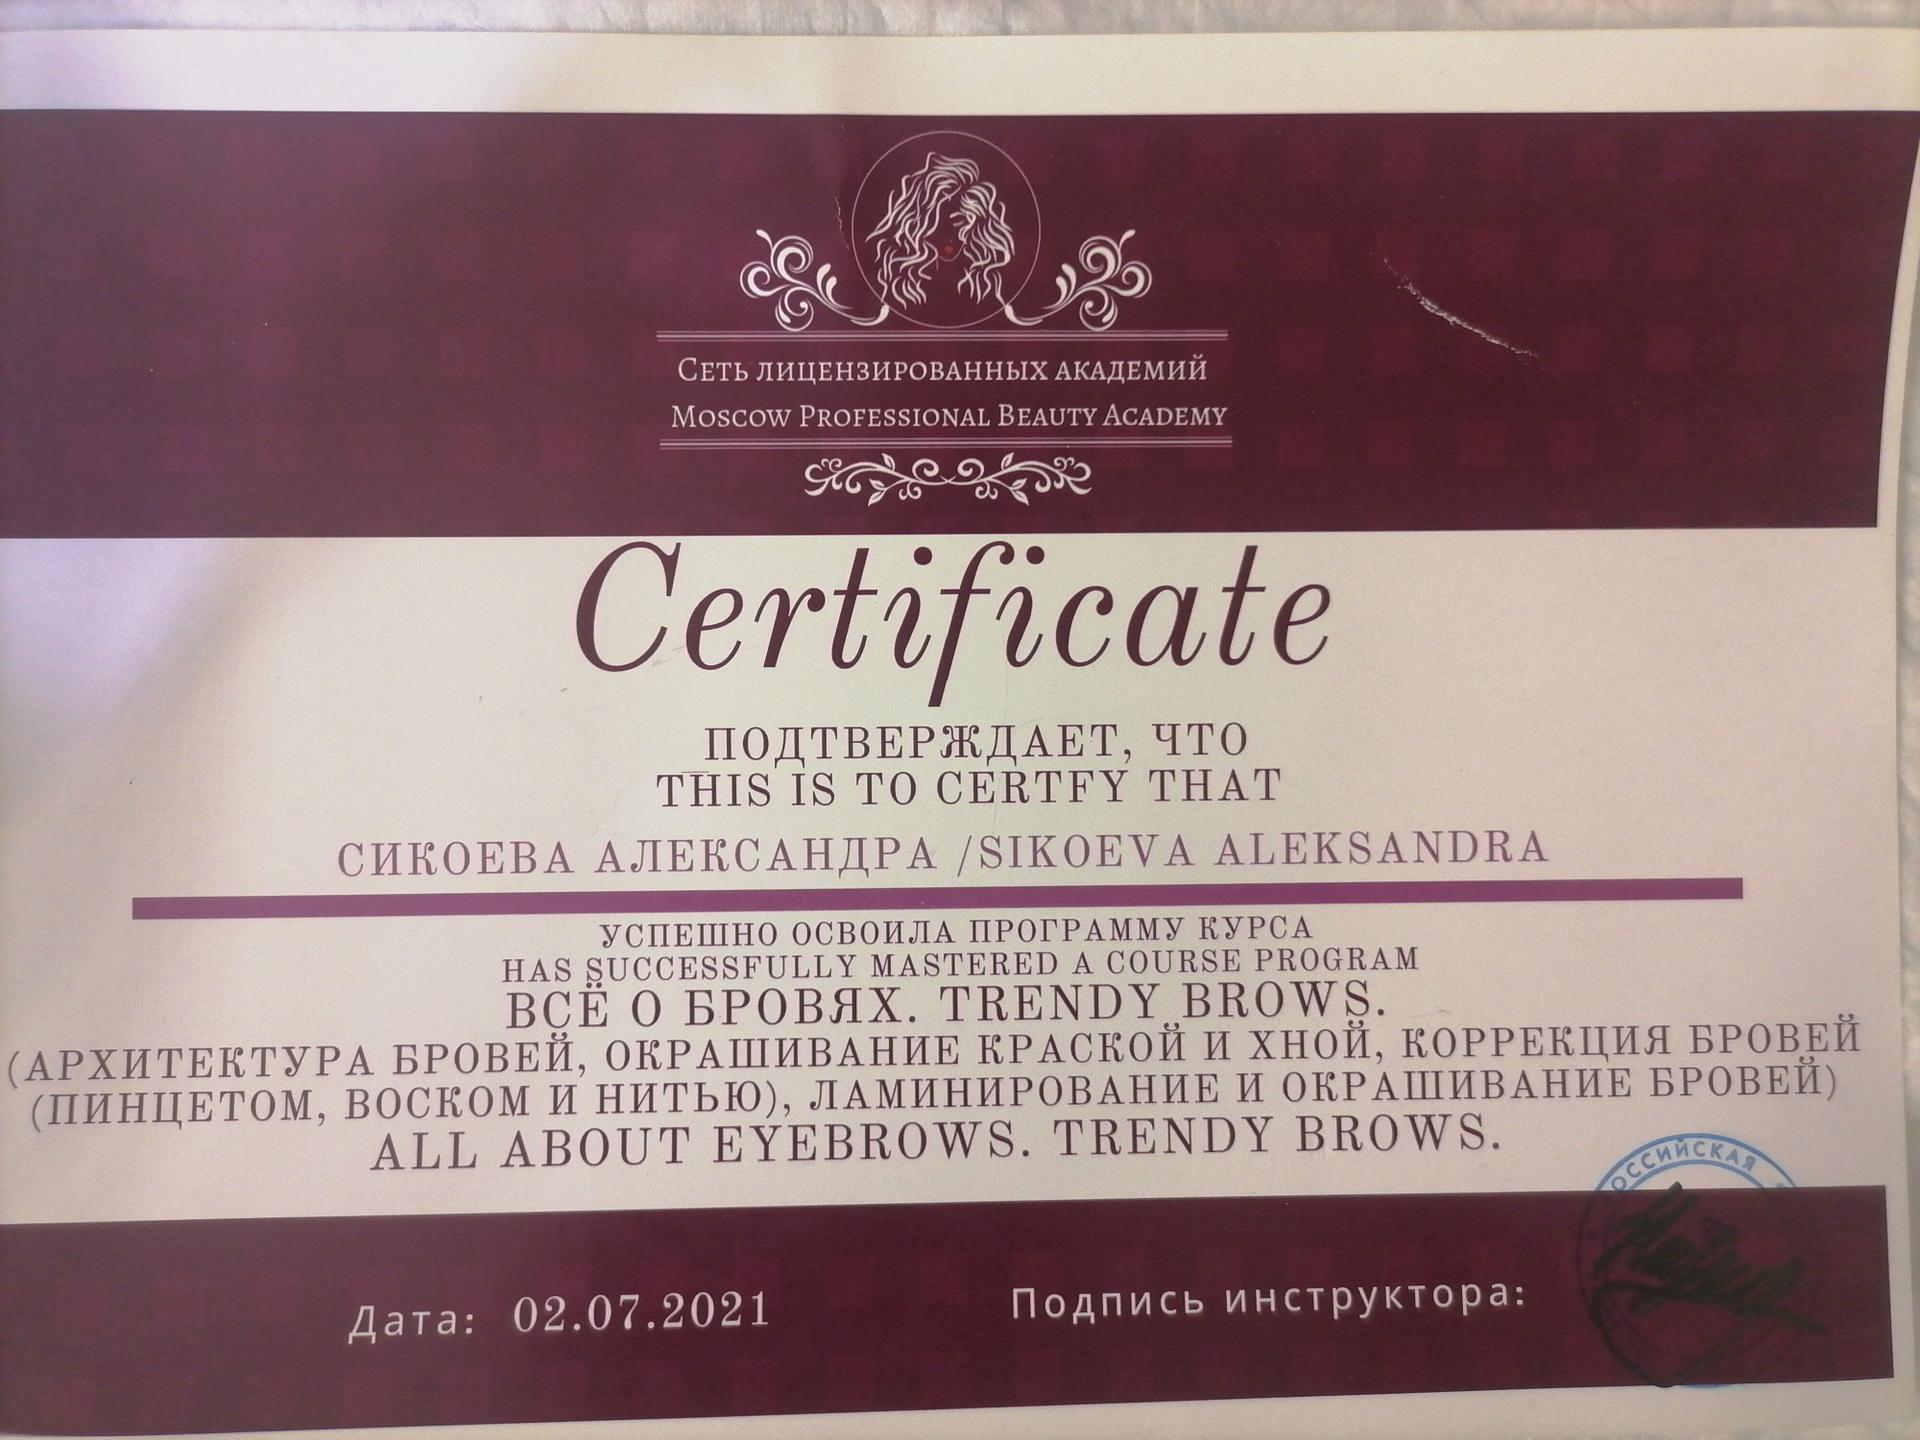 Сеть лицензированных академий
Moscow Professional Beauty Academy
Certificate
ПОДТВЕРЖДАЕТ, ЧТО
THIS IS TO CERTFY THAT
СИКОЕВА АЛЕКСАНДРА /SIKOEVA ALEKSANDRA
УСПЕШНО ОСВОИЛА ПРОГРАММУ КУРСА
HAS SUCCESSFULLY MASTERED A COURSE PROGRAM
ВСЁ О БРОВЯХ. TRENDY BROWS.
(АРХИТЕКТУРА БРОВЕЙ, ОКРАШИВАНИЕ КРАСКОЙ И ХНОЙ, КОРРЕКЦИЯ БРОВЕЙ
(ПИНЦЕТОМ, ВОСКОМ И НИТЬЮ), ЛАМИНИРОВАНИЕ И ОКРАШИВАНИЕ БРОВЕЙ)
ALL ABOUT EYEBROWS. TRENDY BROWS.
Дата: 02.07.2021
Подпись инструктора: